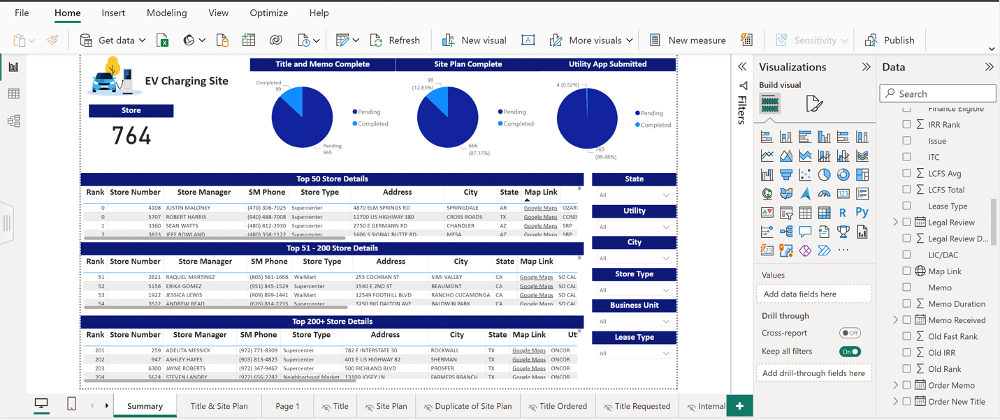 File Home Insert Modeling View Optimize Help
Get data Refresh New visual More visuals New measure Sensitivity Publish
EV Charging Site
Store
764
Title and Memo Complete Site Plan Complete Utility App Submitted
Completed
99
Pending
Completed
Pending
665
98
(12.83%)
Pending
Completed
666
(87.17%)
4 (0.52%)
Pending
Completed
760
(99.48%)
Top 50 Store Details
Rank Store Number Store Manager SM Phone Store Type Address City State Map Link
0 4108 JUSTIN MALONEY (479) 306-7025 Supercenter 4870 ELM SPRINGS RD SPRINGDALE AR Google Maps OZAR
0 5707 ROBERT HARRIS (940) 488-7008 Supercenter 11700 US HIGHWAY 380 CROSS ROADS TX Google Maps COSE
1 3360 SEAN WATTS (480) 812-2930 Supercenter 2750 E GERMANN RD CHANDLER AZ Google Maps SRP
2 3833 JEFF ROWLAND (480) 358-1122 Supercenter 1606 S SIGNAL BUTTE RD MESA AZ Google Maps SRP
Top 51 - 200 Store Details
Rank Store Number Store Manager SM Phone Store Type Address City State Map Link
51 2621 RAQUEL MARTINEZ (805) 581-1666 WalMart 255 COCHRAN ST SIMI VALLEY CA Google Maps SO CAL
52 5156 ERIKA GOMEZ (951) 845-1529 Supercenter 1540 E 2ND ST BEAUMONT CA Google Maps SO CAL
53 1922 JESSICA LEWIS (909) 899-1441 WalMart 12549 FOOTHILL BLVD RANCHO CUCAMONGA CA Google Maps SO CAL
54 3522 ANDREW READ (626) 814-2235 Supercenter 3250 BIG DALTON AVE BALDWIN PARK CA Google Maps SO CAL
Top 200+ Store Details
Rank Store Number Store Manager SM Phone Store Type Address City State Map Link Ut
201 259 ADELITA MESSICK (972) 771-8309 Supercenter 782 E INTERSTATE 30 ROCKWALL TX Google Maps ONCOR
202 947 ASHLEY HAYES (903) 813-4825 Supercenter 401 E US HIGHWAY 82 SHERMAN TX Google Maps ONCOR
203 6300 JAYNE ROBERTS (972) 347-9467 Supercenter 500 RICHLAND BLVD PROSPER TX Google Maps ONCOR
204 5624 STEVEN LANDRY (972) 656-2282 Neighborhood Market 13100 JOSEY LN FARMERS BRANCH TX Google Maps ONCOR
State
All
Utility
All
City
All
Store Type
All
Business Unit
All
Lease Type
All
Filters
Visualizations
Build visual
R Py
123
Values
Add data fields here
Drill through
Cross-report Off
Keep all filters On
Add drill-through fields here
Data
Search
Finance Eligible
IRR Rank
Issue
ITC
LCFS Avg
LCFS Total
Lease Type
Legal Review
Legal Review D...
LIC/DAC
Map Link
Memo
Memo Duration
Memo Received
Old Fast Rank
Old IRR
Old Rank
Order Memo
Order New Title
Summary Title & Site Plan Page 1 Title Site Plan Duplicate of Site Plan Title Ordered Title Requested Internal